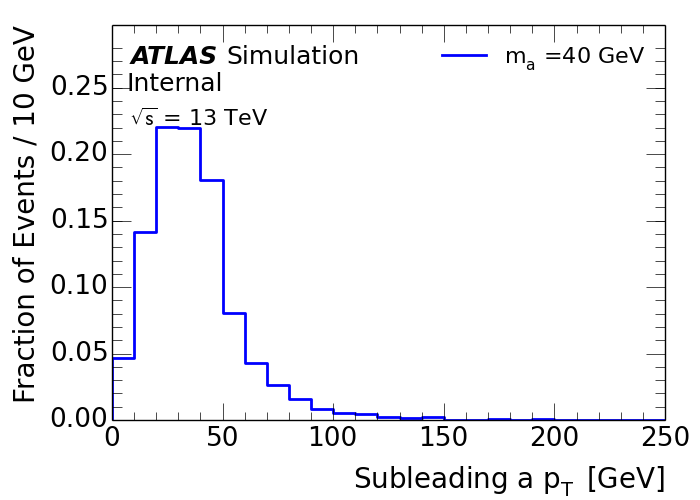 ATLAS Simulation
Internal
√s = 13 TeV
m_a =40 GeV
Fraction of Events / 10 GeV
0.25
0.20
0.15
0.10
0.05
0.00
0 50 100 150 200 250
Subleading a p_T [GeV]